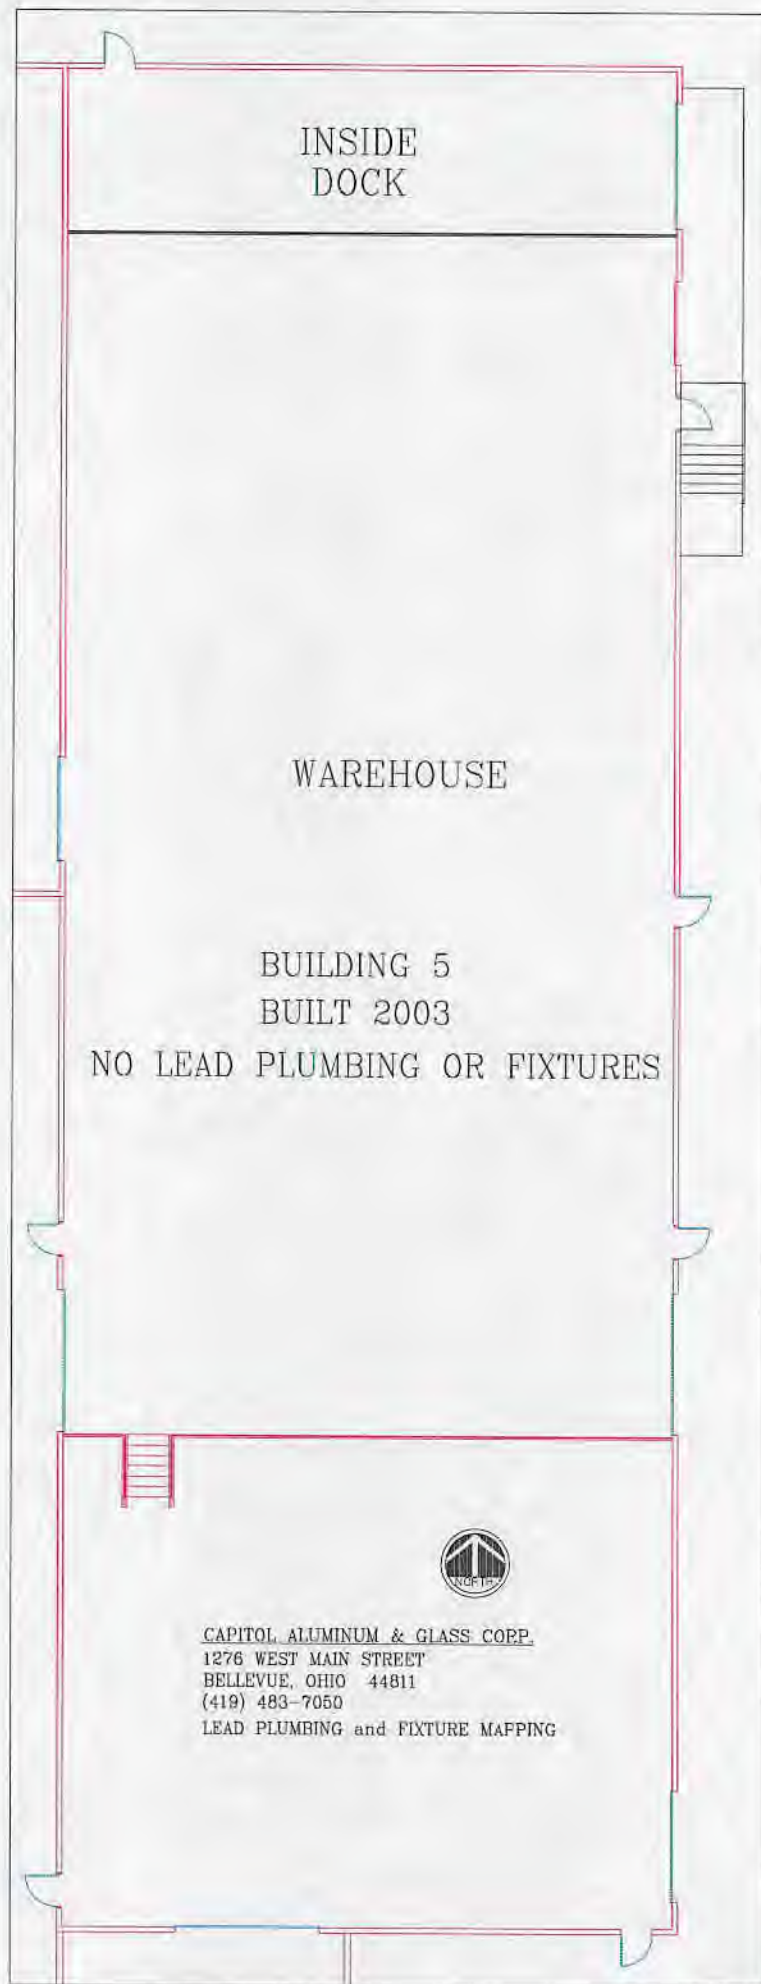 INSIDE
DOCK
WAREHOUSE
BUILDING 5
BUILT 2003
NO LEAD PLUMBING OR FIXTURES
NORTH
CAPITOL ALUMINUM & GLASS CORP.
1276 WEST MAIN STREET
BELLEVUE, OHIO 44811
(419) 483-7050
LEAD PLUMBING and FIXTURE MAPPING